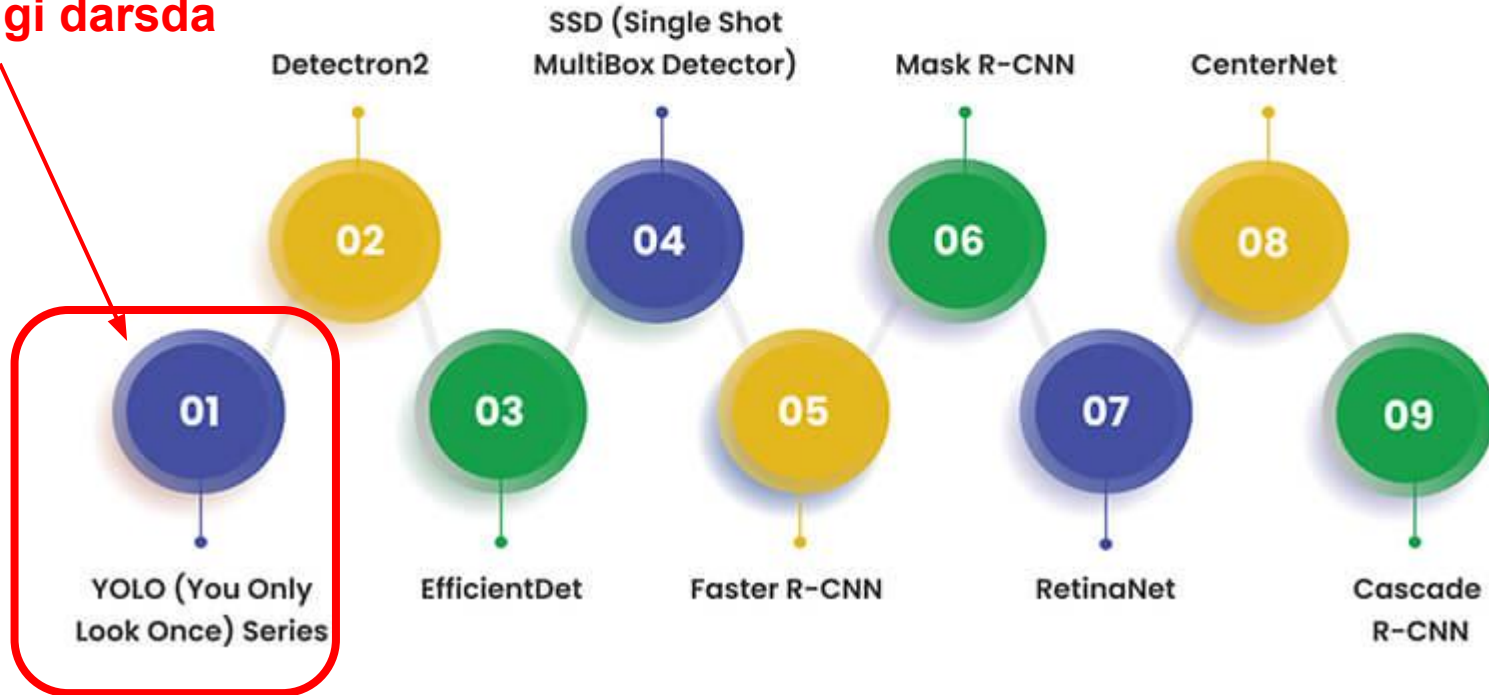 gi darsda
Detectron2
SSD (Single Shot
MultiBox Detector)
Mask R-CNN
CenterNet
02
04
06
08
01
03
05
07
09
YOLO (You Only
Look Once) Series
EfficientDet
Faster R-CNN
RetinaNet
Cascade
R-CNN